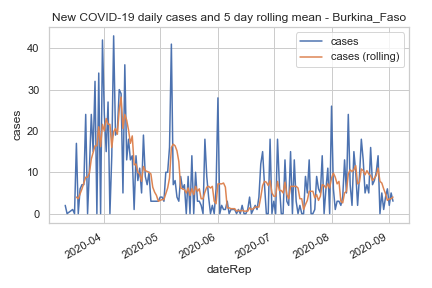 New COVID-19 daily cases and 5 day rolling mean - Burkina_Faso
cases
cases (rolling)
40
30
20
10
0
cases
2020-04
2020-05
2020-06
2020-07
2020-08
2020-09
dateRep